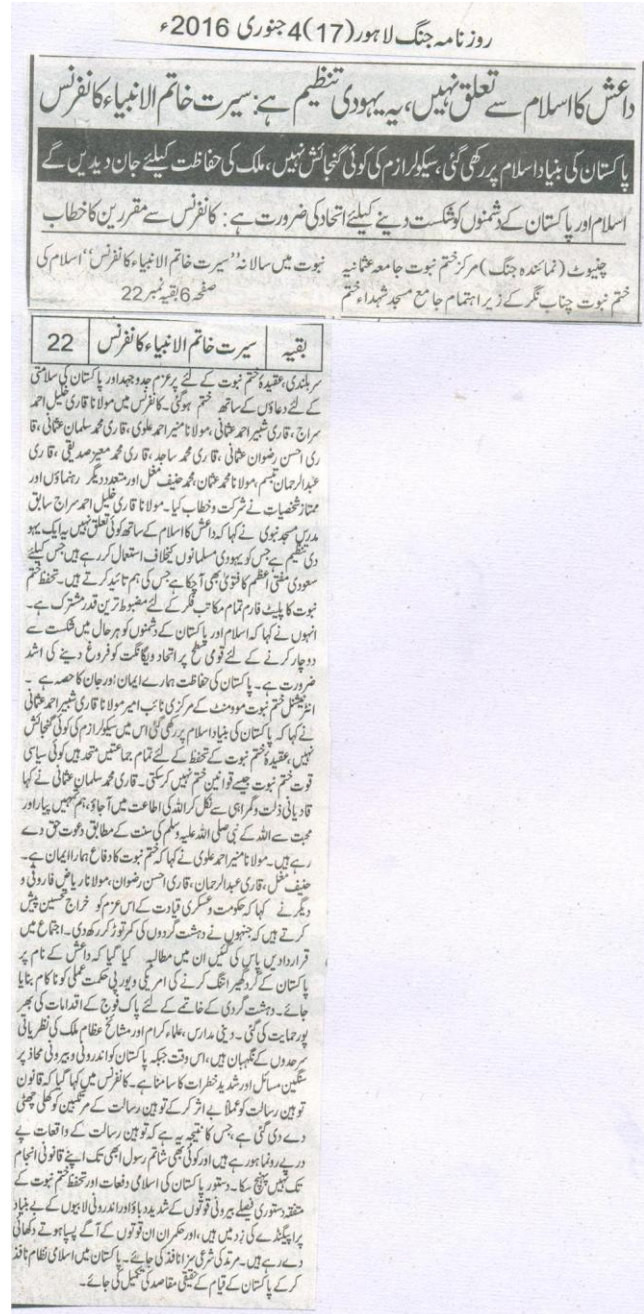 روزنامہ جنگ لاہور (17) 4 جنوری 2016ء
داعش کا اسلام سے تعلق نہیں، یہ یہودی تنظیم ہے: سیرت خاتم الانبیاء کانفرنس
پاکستان کی بنیاد اسلام پر رکھی گئی، سیکولرازم کی کوئی گنجائش نہیں، ملک کی حفاظت کیلئے جان دیدیں گے
اسلام اور پاکستان کے دشمنوں کو شکست دینے کیلئے اتحاد کی ضرورت ہے: کانفرنس سے مقررین کا خطاب
چنیوٹ (نمائندہ جنگ) مرکز ختم نبوت جامعہ عثمانیہ
ختم نبوت چناب نگر کے زیر اہتمام جامع مسجد شہداء ختم
نبوت میں سالانہ ”سیرت خاتم الانبیاء کانفرنس“ اسلام کی
صفحہ 6 بقیہ نمبر 22
بقیہ سیرت خاتم الانبیاء کانفرنس 22
سربلندی، عقیدۂ ختم نبوت کے لئے پرعزم جدوجہد اور پاکستان کی سلامتی
کے لئے دعاؤں کے ساتھ ختم ہوگئی۔ کانفرنس میں مولانا قاری خلیل احمد
سراج، قاری شبیر احمد عثمانی، مولانا منیر احمد علوی، قاری محمد سلمان عثمانی، قا
ری احسن رضوان عثمانی، قاری محمد ساجد، قاری محمد معیز صدیقی، قاری
عبدالرحمان تبسم، مولانا محمد عثمان، محمد حنیف مغل اور متعدد دیگر رہنماؤں اور
ممتاز شخصیات نے شرکت و خطاب کیا۔ مولانا قاری خلیل احمد سراج سابق
مدرس مسجد نبوی نے کہا کہ داعش کا اسلام کے ساتھ کوئی تعلق نہیں یہ ایک یہو
دی تنظیم ہے جس کو یہودی مسلمانوں کیخلاف استعمال کر رہے ہیں جس کیلئے
سعودی مفتی اعظم کا فتویٰ بھی آچکا ہے جس کی ہم تائید کرتے ہیں۔ تحفظ ختم
نبوت کا پلیٹ فارم تمام مکاتب فکر کے لئے مضبوط ترین قدر مشترک ہے۔
انہوں نے کہا کہ اسلام اور پاکستان کے دشمنوں کو ہر حال میں شکست سے
دوچار کرنے کے لئے قومی سطح پر اتحاد و یگانگت کو فروغ دینے کی اشد
ضرورت ہے۔ پاکستان کی حفاظت ہمارے ایمان اور جان کا حصہ ہے۔
انٹرنیشنل ختم نبوت موومنٹ کے مرکزی نائب امیر مولانا قاری شبیر احمد عثمانی
نے کہا کہ پاکستان کی بنیاد اسلام پر رکھی گئی اس میں سیکولرازم کی کوئی گنجائش
نہیں، عقیدۂ ختم نبوت کے تحفظ کے لئے تمام جماعتیں متحد ہیں کوئی سیاسی
قوت ختم نبوت جیسے قوانین ختم نہیں کرسکتی۔ قاری محمد سلمان عثمانی نے کہا
قادیانی ذلت و گمراہی سے نکل کر اللہ کی اطاعت میں آجاؤ، ہم تمہیں پیار اور
محبت سے اللہ کے نبی صلی اللہ علیہ وسلم کی سنت کے مطابق دعوت حق دے
رہے ہیں۔ مولانا منیر احمد علوی نے کہا کہ ختم نبوت کا دفاع ہمارا ایمان ہے۔
حنیف مغل، قاری عبدالرحمان، قاری احسن رضوان، مولانا ریاض فاروقی و
دیگر نے کہا کہ حکومت و عسکری قیادت کے اس عزم کو خراج تحسین پیش
کرتے ہیں کہ جنہوں نے دہشت گردوں کی کمر توڑ کر رکھ دی۔ اجتماع میں
قراردادیں پاس کی گئیں ان میں مطالبہ کیا گیا کہ داعش کے نام پر
پاکستان کے گرد گھیرا تنگ کرنے کی امریکی و یورپی حکمت عملی کو ناکام بنایا
جائے۔ دہشت گردی کے خاتمے کے لئے پاک فوج کے اقدامات کی بھر
پور حمایت کی گئی۔ دینی مدارس، علماء کرام اور مشائخ عظام ملک کی نظریاتی
سرحدوں کے نگہبان ہیں، اس وقت جبکہ پاکستان کو اندرونی و بیرونی محاذ پر
سنگین مسائل اور شدید خطرات کا سامنا ہے۔ کانفرنس میں کہا گیا کہ قانون
توہین رسالت کو عملاً بے اثر کرکے توہین رسالت کے مرتکبین کو کھلی چھٹی
دے دی گئی ہے، جس کا نتیجہ یہ ہے کہ توہین رسالت کے واقعات پے
در پے رونما ہو رہے ہیں اور کوئی بھی شاتم رسول ابھی تک اپنے قانونی انجام
تک نہیں پہنچ سکا۔ دستور پاکستان کی اسلامی دفعات اور تحفظ ختم نبوت کے
متفقہ دستوری فیصلے بیرونی قوتوں کے شدید دباؤ اور اندرونی لابیوں کے بے بنیاد
پراپیگنڈے کی زد میں ہیں، اور حکمران ان قوتوں کے آگے پسپا ہوتے دکھائی
دے رہے ہیں۔ مرتد کی شرعی سزا نافذ کی جائے۔ پاکستان میں اسلامی نظام نافذ
کرکے پاکستان کے قیام کے حقیقی مقاصد کی تکمیل کی جائے۔